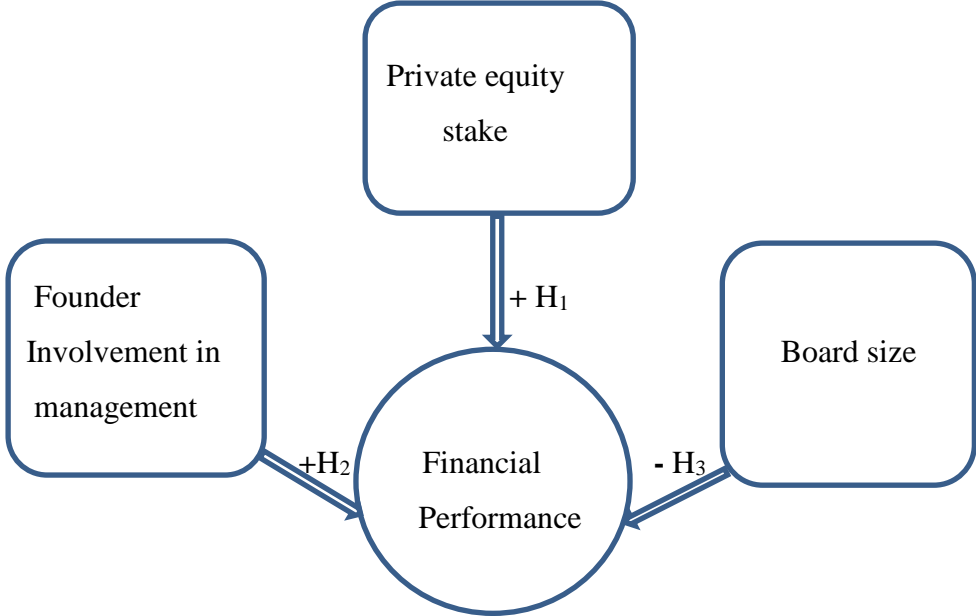 Private equity
stake
+ H₁
Founder
Involvement in
management
Board size
+H₂
- H₃
Financial
Performance